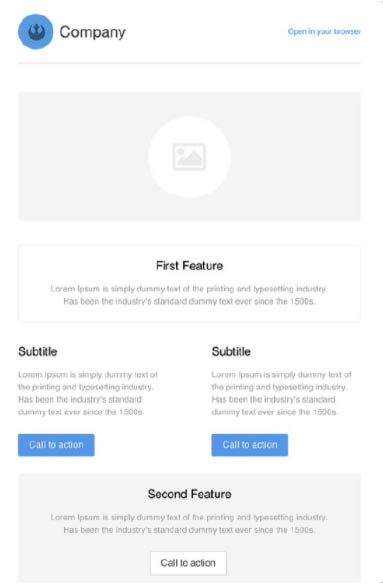 Company
Open in your browser
First Feature
Lorem Ipsum is simply dummy text of the printing and typesetting industry.
Has been the industry's standard dummy text ever since the 1500s.
Subtitle
Lorem Ipsum is simply dummy text of
the printing and typesetting industry.
Has been the industry's standard
dummy text ever since the 1500s.
Call to action
Subtitle
Lorem Ipsum is simply dummy text of
the printing and typesetting industry.
Has been the industry's standard
dummy text ever since the 1500s.
Call to action
Second Feature
Lorem Ipsum is simply dummy text of the printing and typesetting industry.
Has been the industry's standard dummy text ever since the 1500s.
Call to action